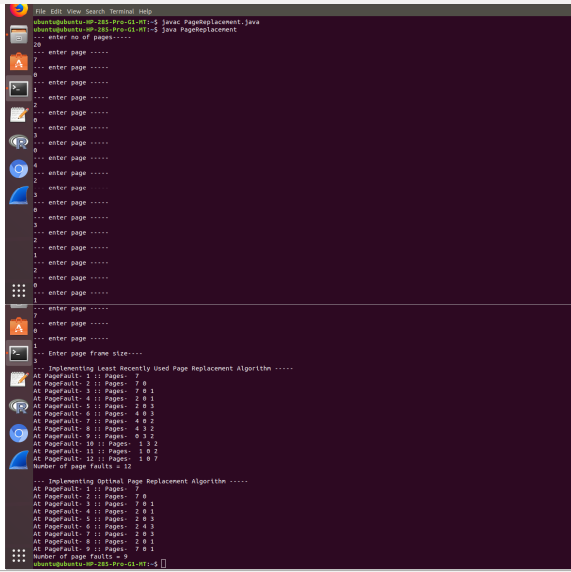 File Edit View Search Terminal Help
ubuntu@ubuntu-HP-285-Pro-G1-MT:~$ javac PageReplacement.java
ubuntu@ubuntu-HP-285-Pro-G1-MT:~$ java PageReplacement
--- enter no of pages-----
20
--- enter page -----
7
--- enter page -----
0
--- enter page -----
1
--- enter page -----
2
--- enter page -----
0
--- enter page -----
3
--- enter page -----
0
--- enter page -----
4
--- enter page -----
2
--- enter page -----
3
--- enter page -----
0
--- enter page -----
3
--- enter page -----
2
--- enter page -----
1
--- enter page -----
2
--- enter page -----
0
--- enter page -----
1
--- enter page -----
7
--- enter page -----
0
--- enter page -----
1
--- Enter page frame size----
3
--- Implementing Least Recently Used Page Replacement Algorithm -----
At PageFault- 1 :: Pages-  7
At PageFault- 2 :: Pages-  7 0
At PageFault- 3 :: Pages-  7 0 1
At PageFault- 4 :: Pages-  2 0 1
At PageFault- 5 :: Pages-  2 0 3
At PageFault- 6 :: Pages-  4 0 3
At PageFault- 7 :: Pages-  4 0 2
At PageFault- 8 :: Pages-  4 3 2
At PageFault- 9 :: Pages-  0 3 2
At PageFault- 10 :: Pages-  1 3 2
At PageFault- 11 :: Pages-  1 0 2
At PageFault- 12 :: Pages-  1 0 7
Number of page faults = 12
--- Implementing Optimal Page Replacement Algorithm -----
At PageFault- 1 :: Pages-  7
At PageFault- 2 :: Pages-  7 0
At PageFault- 3 :: Pages-  7 0 1
At PageFault- 4 :: Pages-  2 0 1
At PageFault- 5 :: Pages-  2 0 3
At PageFault- 6 :: Pages-  2 4 3
At PageFault- 7 :: Pages-  2 0 3
At PageFault- 8 :: Pages-  2 0 1
At PageFault- 9 :: Pages-  7 0 1
Number of page faults = 9
ubuntu@ubuntu-HP-285-Pro-G1-MT:~$